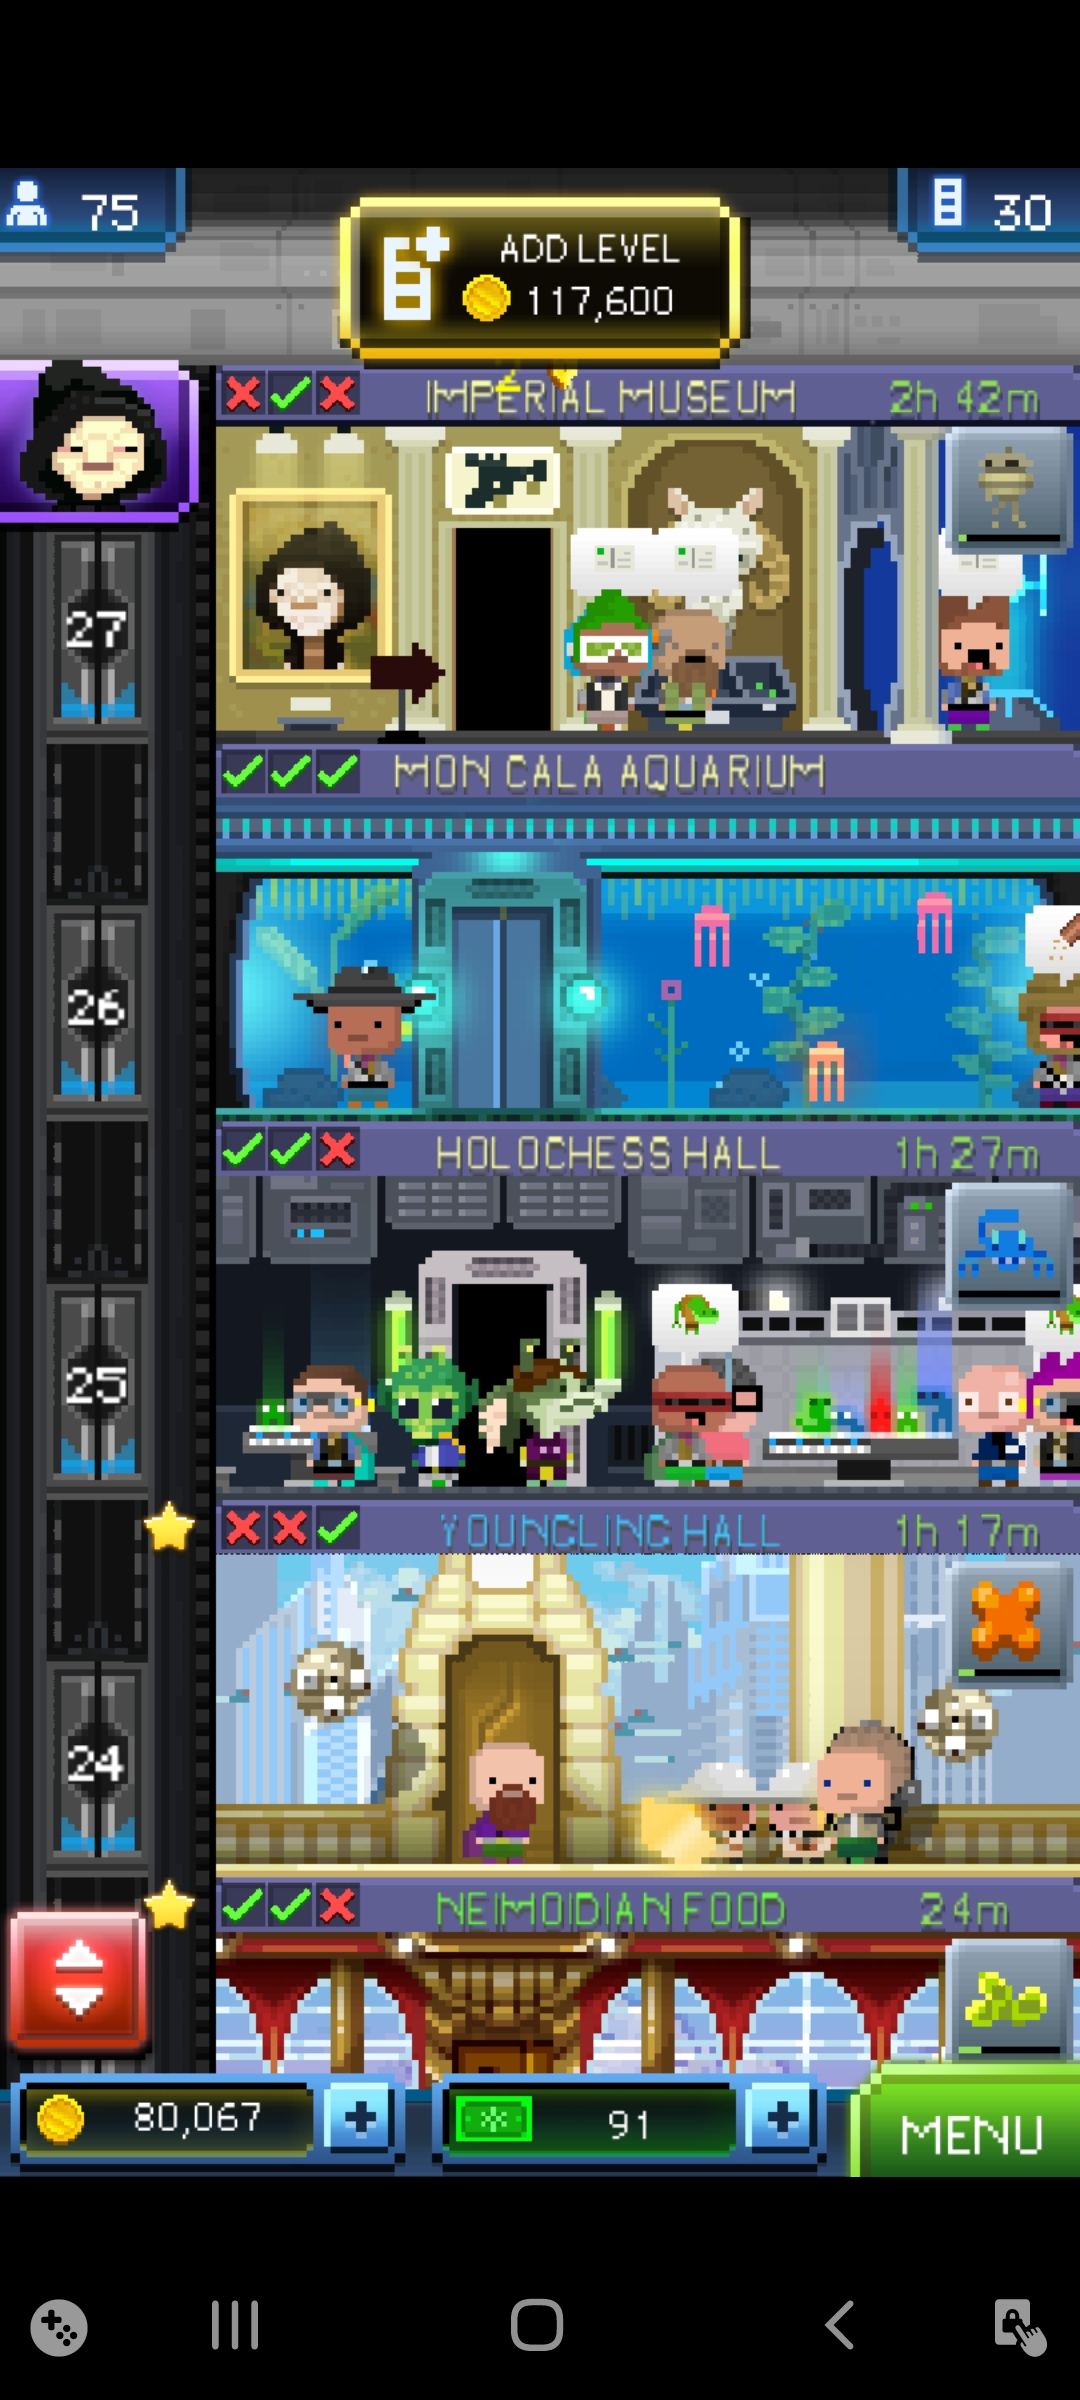 75
ADD LEVEL
117,600
30
IMPERIAL MUSEUM 2h 42m
27
MON CALA AQUARIUM
26
HOLOCHESS HALL 1h 27m
25
YOUNGLING HALL 1h 17m
24
NEIMOIDIAN FOOD 24m
80,067
91
MENU